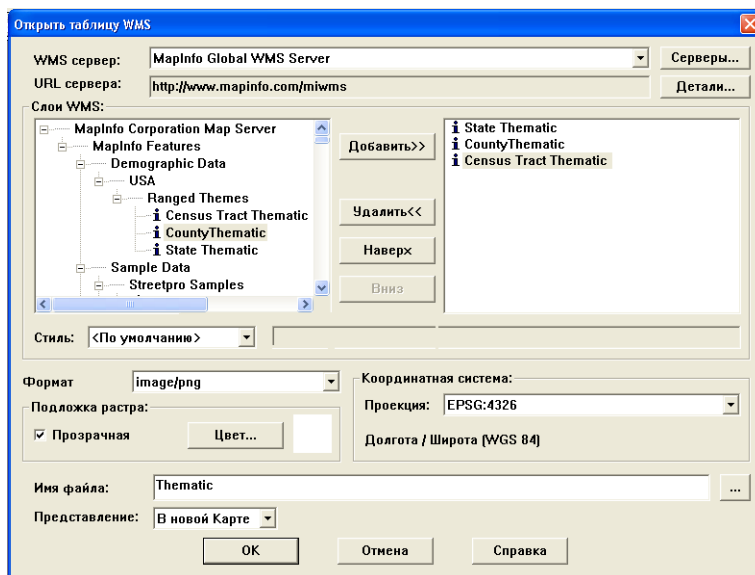 Открыть таблицу WMS
WMS сервер: MapInfo Global WMS Server Серверы...
URL сервера: http://www.mapinfo.com/miwms Детали...
Слои WMS:
MapInfo Corporation Map Server
MapInfo Features
Demographic Data
USA
Ranged Themes
Census Tract Thematic
CountyThematic
State Thematic
Sample Data
Streetpro Samples
Добавить>>
Удалить<<
Наверх
Вниз
State Thematic
CountyThematic
Census Tract Thematic
Стиль: <По умолчанию>
Формат image/png
Подложка растра:
Прозрачная Цвет...
Координатная система:
Проекция: EPSG:4326
Долгота / Широта (WGS 84)
Имя файла: Thematic ...
Представление: В новой Карте
OK Отмена Справка